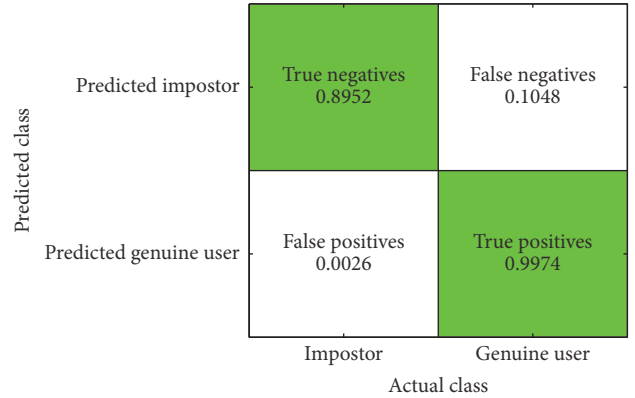 Predicted class
Predicted impostor
True negatives
0.8952
False negatives
0.1048
Predicted genuine user
False positives
0.0026
True positives
0.9974
Impostor
Genuine user
Actual class